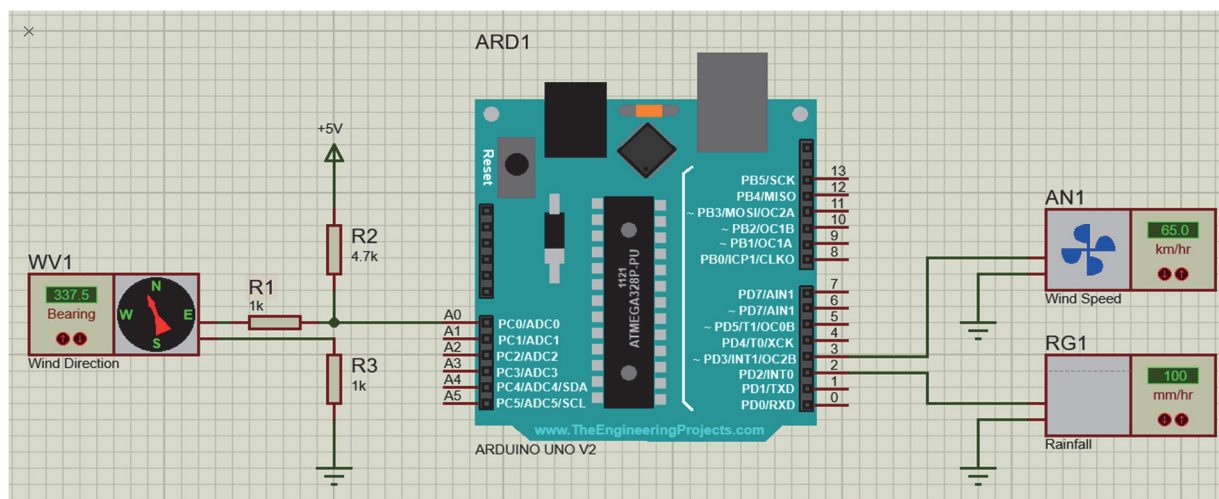 ARD1
+5V
Reset
R2
4.7k
WV1
337.5
Bearing
N
W
E
S
Wind Direction
R1
1k
R3
1k
A0
A1
A2
A3
A4
A5
PC0/ADC0
PC1/ADC1
PC2/ADC2
PC3/ADC3
PC4/ADC4/SDA
PC5/ADC5/SCL
1121
ATMEGA328P-PU
PB5/SCK 13
PB4/MISO 12
~ PB3/MOSI/OC2A 11
~ PB2/OC1B 10
~ PB1/OC1A 9
PB0/ICP1/CLKO 8
PD7/AIN1 7
~ PD7/AIN1 6
~ PD5/T1/OC0B 5
PD4/T0/XCK 4
~ PD3/INT1/OC2B 3
PD2/INT0 2
PD1/TXD 1
PD0/RXD 0
www.TheEngineeringProjects.com
ARDUINO UNO V2
AN1
65.0
km/hr
Wind Speed
RG1
100
mm/hr
Rainfall